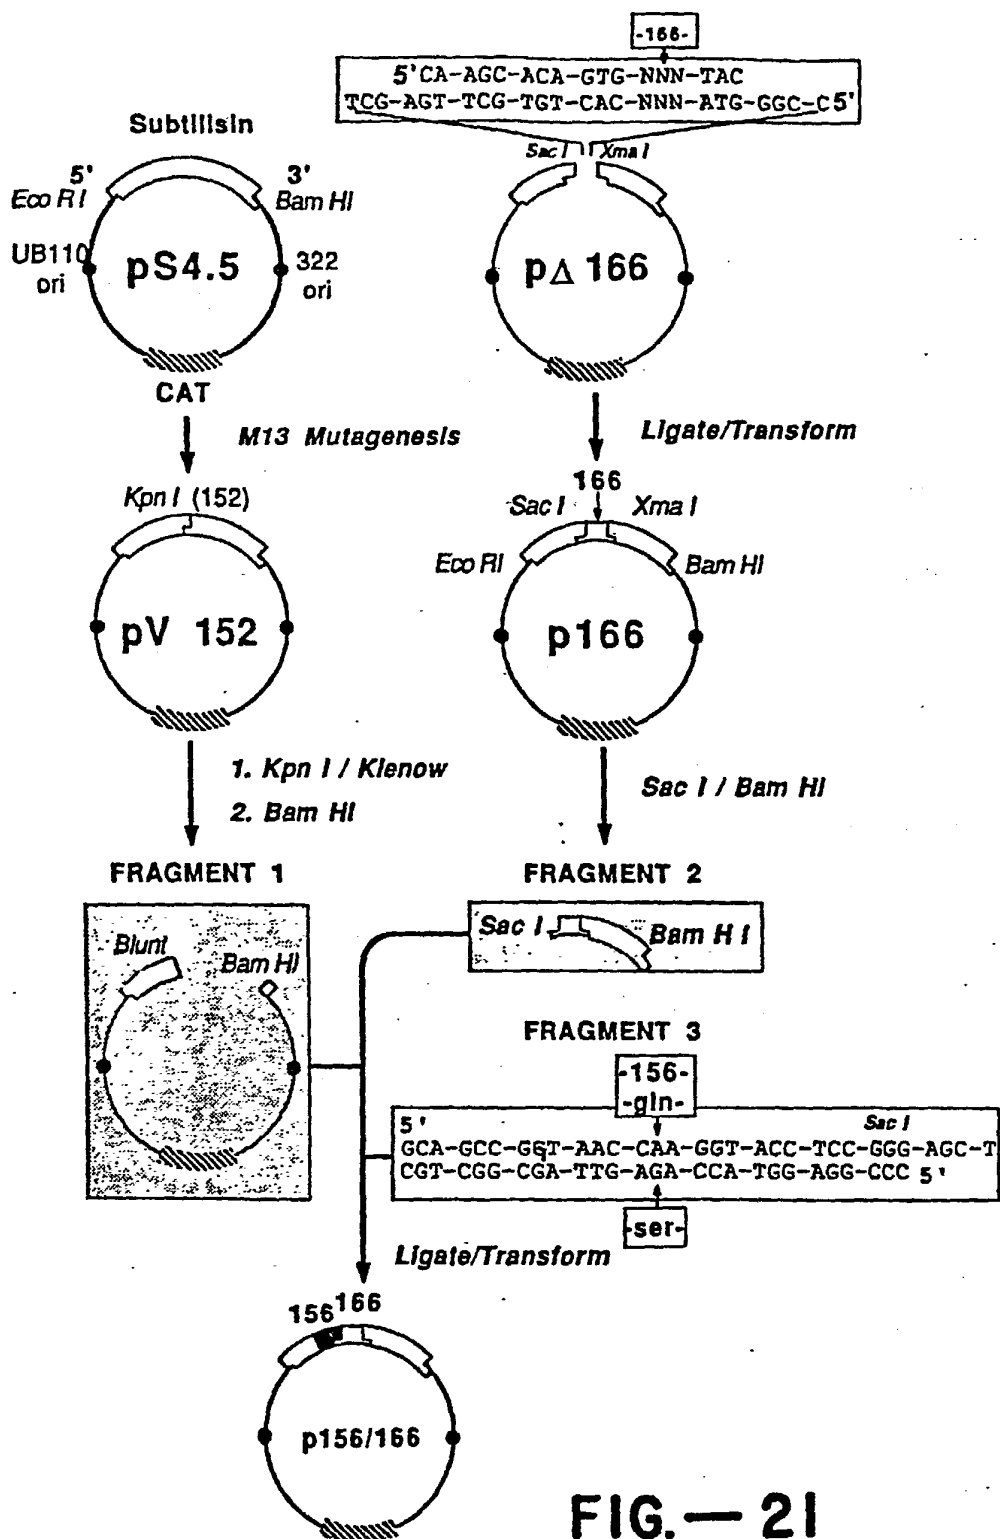 -166-
5'CA-AGC-ACA-GTG-NNN-TAC
TCG-AGT-TCG-TGT-CAC-NNN-ATG-GGC-C5'
Subtilisin
5' 3'
Eco RI Bam HI
UB110 ori
322 ori
pS4.5
CAT
Sac I Xma I
pΔ 166
M13 Mutagenesis
Ligate/Transform
Kpn I (152)
pV 152
166
Sac I Xma I
Eco RI Bam HI
p166
1. Kpn I / Klenow
2. Bam HI
Sac I / Bam HI
FRAGMENT 1
Blunt
Bam HI
FRAGMENT 2
Sac I Bam H I
FRAGMENT 3
-156-
-gln-
5' Sac I
GCA-GCC-GGT-AAC-CAA-GGT-ACC-TCC-GGG-AGC-T
CGT-CGG-CGA-TTG-AGA-CCA-TGG-AGG-CCC 5'
-ser-
Ligate/Transform
156 166
p156/166
FIG.— 21